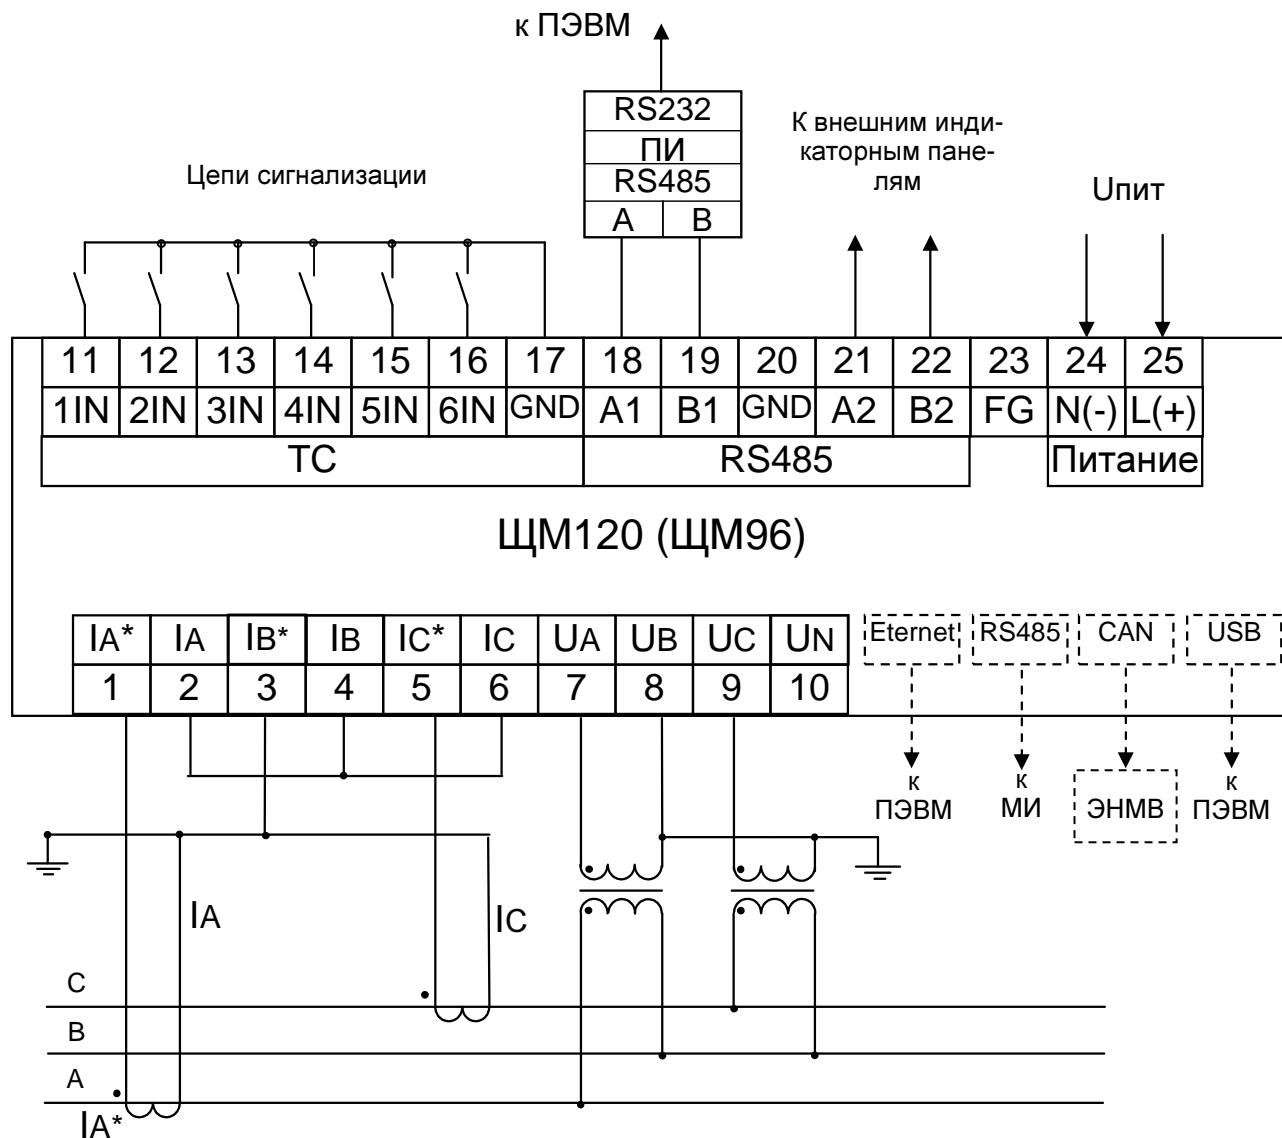 к ПЭВМ
RS232
ПИ
RS485
A B
К внешним инди-
каторным пане-
лям
Цепи сигнализации
Uпит
11 12 13 14 15 16 17 18 19 20 21 22 23 24 25
1IN 2IN 3IN 4IN 5IN 6IN GND A1 B1 GND A2 B2 FG N(-) L(+)
ТС RS485 Питание
ЩМ120 (ЩМ96)
IA* IA IB* IB IC* IC UA UB UC UN
1 2 3 4 5 6 7 8 9 10
Eternet RS485 CAN USB
к ПЭВМ
к МИ
ЭНМВ
к ПЭВМ
IA
IC
C
B
A
IA*